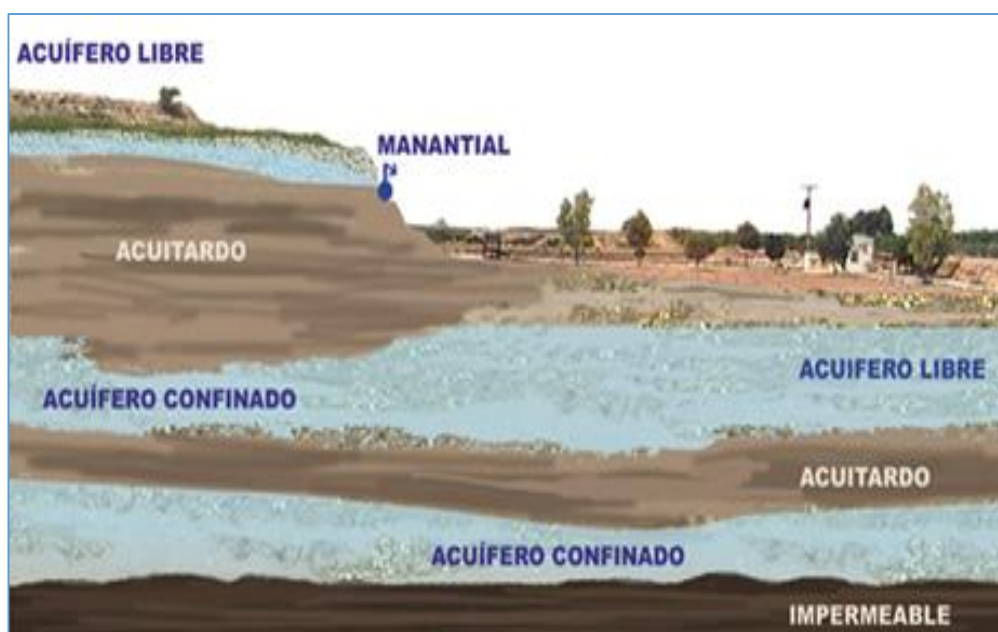 ACUÍFERO LIBRE
MANANTIAL
ACUITARDO
ACUIFERO LIBRE
ACUÍFERO CONFINADO
ACUITARDO
ACUÍFERO CONFINADO
IMPERMEABLE